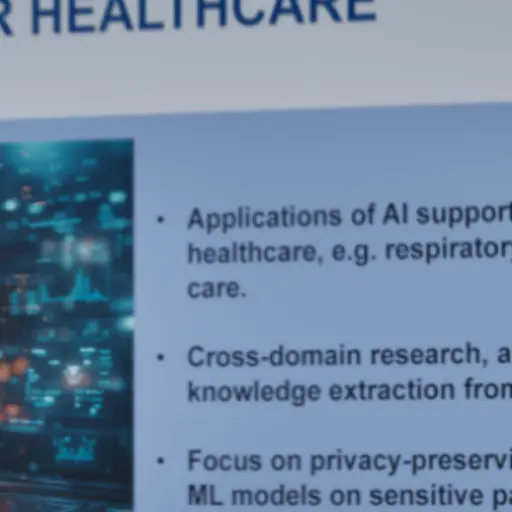 R HEALTHCARE
• Applications of AI support
healthcare, e.g. respiratory
care.
• Cross-domain research, a
knowledge extraction from
• Focus on privacy-preservi
ML models on sensitive pa